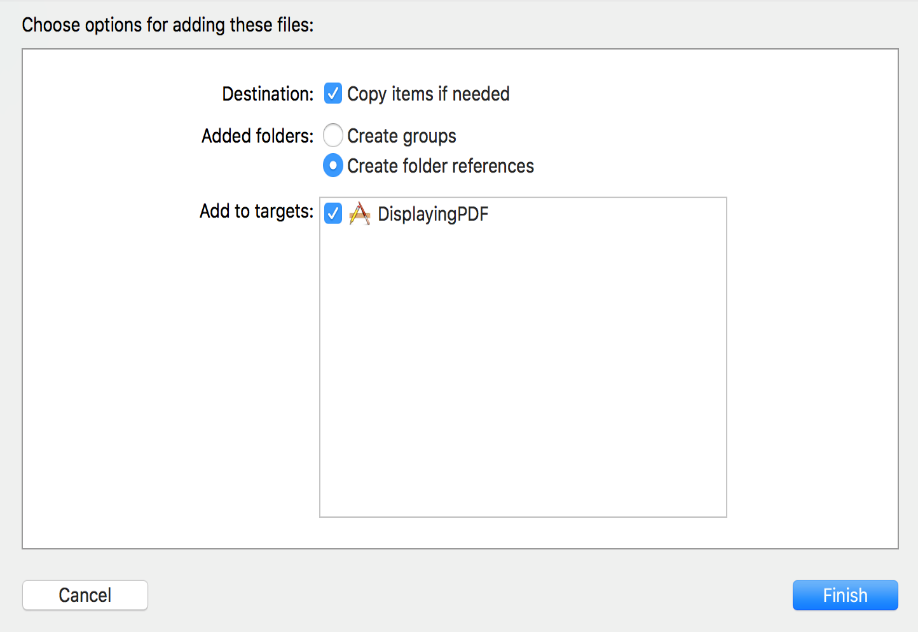 Choose options for adding these files:
Destination: Copy items if needed
Added folders: Create groups
Create folder references
Add to targets: DisplayingPDF
Cancel Finish